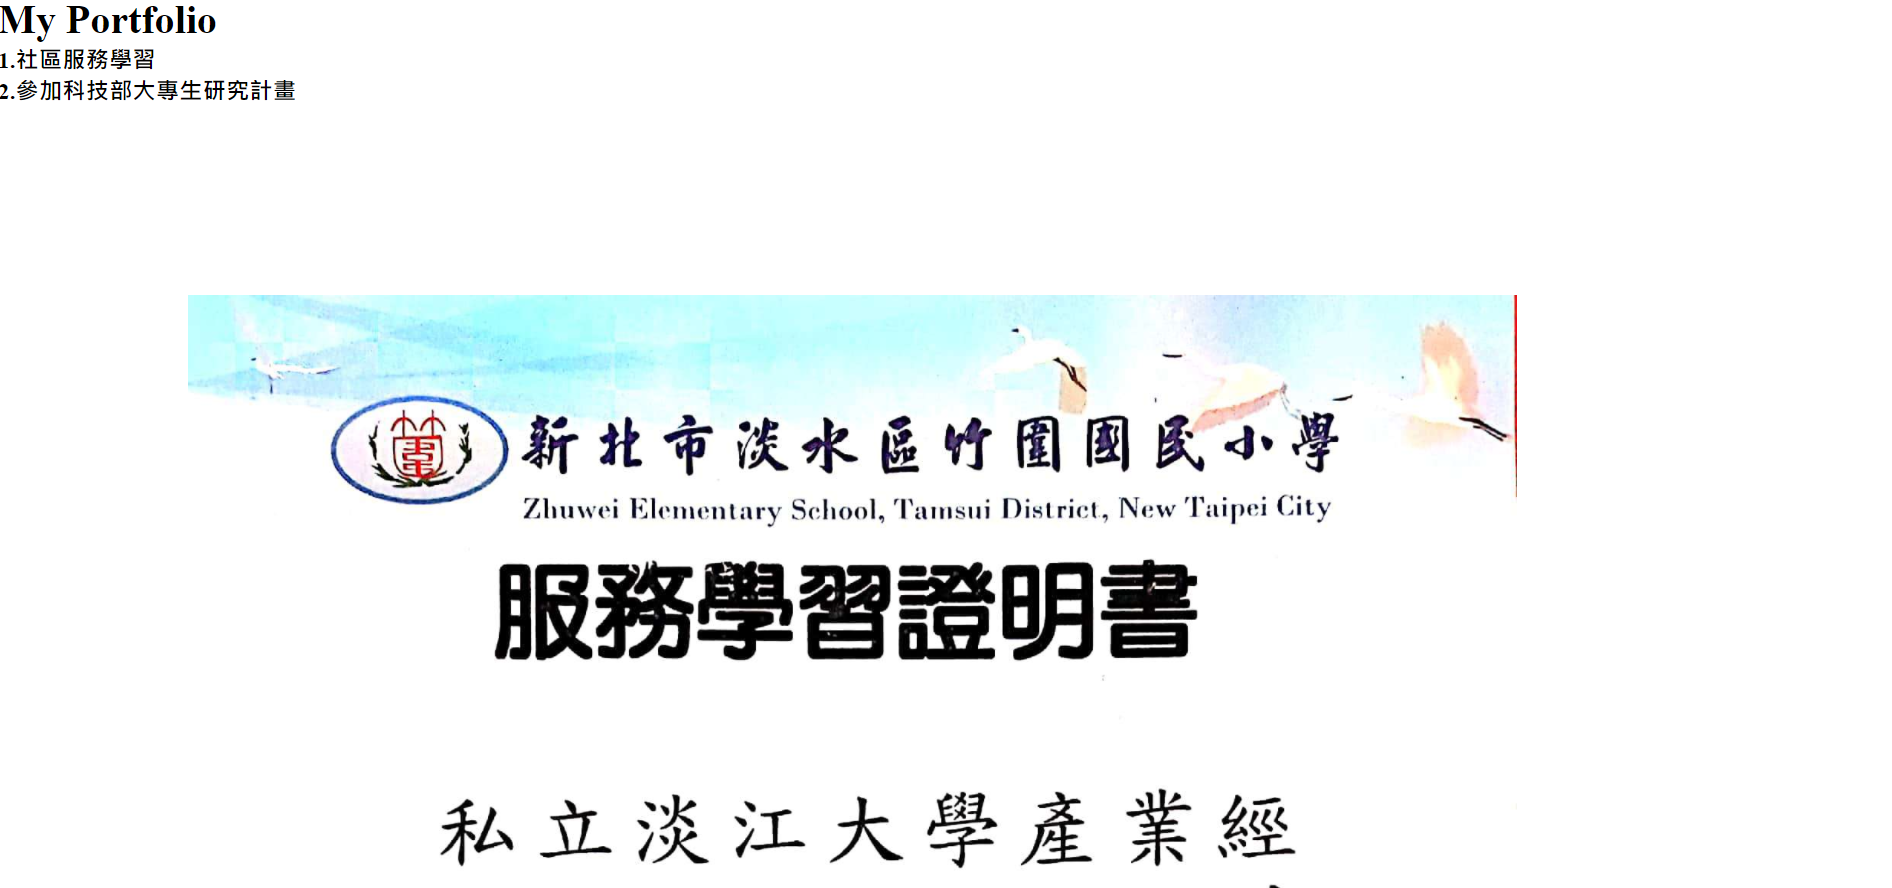 My Portfolio
1.社區服務學習
2.參加科技部大專生研究計畫
新北市淡水區竹圍國民小學
Zhuwei Elementary School, Tamsui District, New Taipei City
服務學習證明書
私立淡江大學產業經